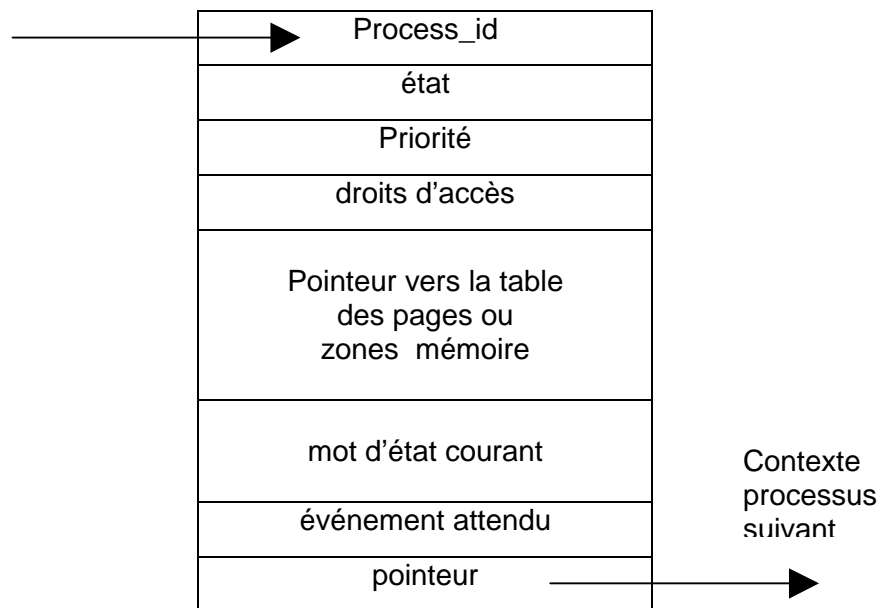 Process_id
état
Priorité
droits d'accès
Pointeur vers la table
des pages ou
zones mémoire
mot d'état courant
événement attendu
pointeur
Contexte
processus
suivant